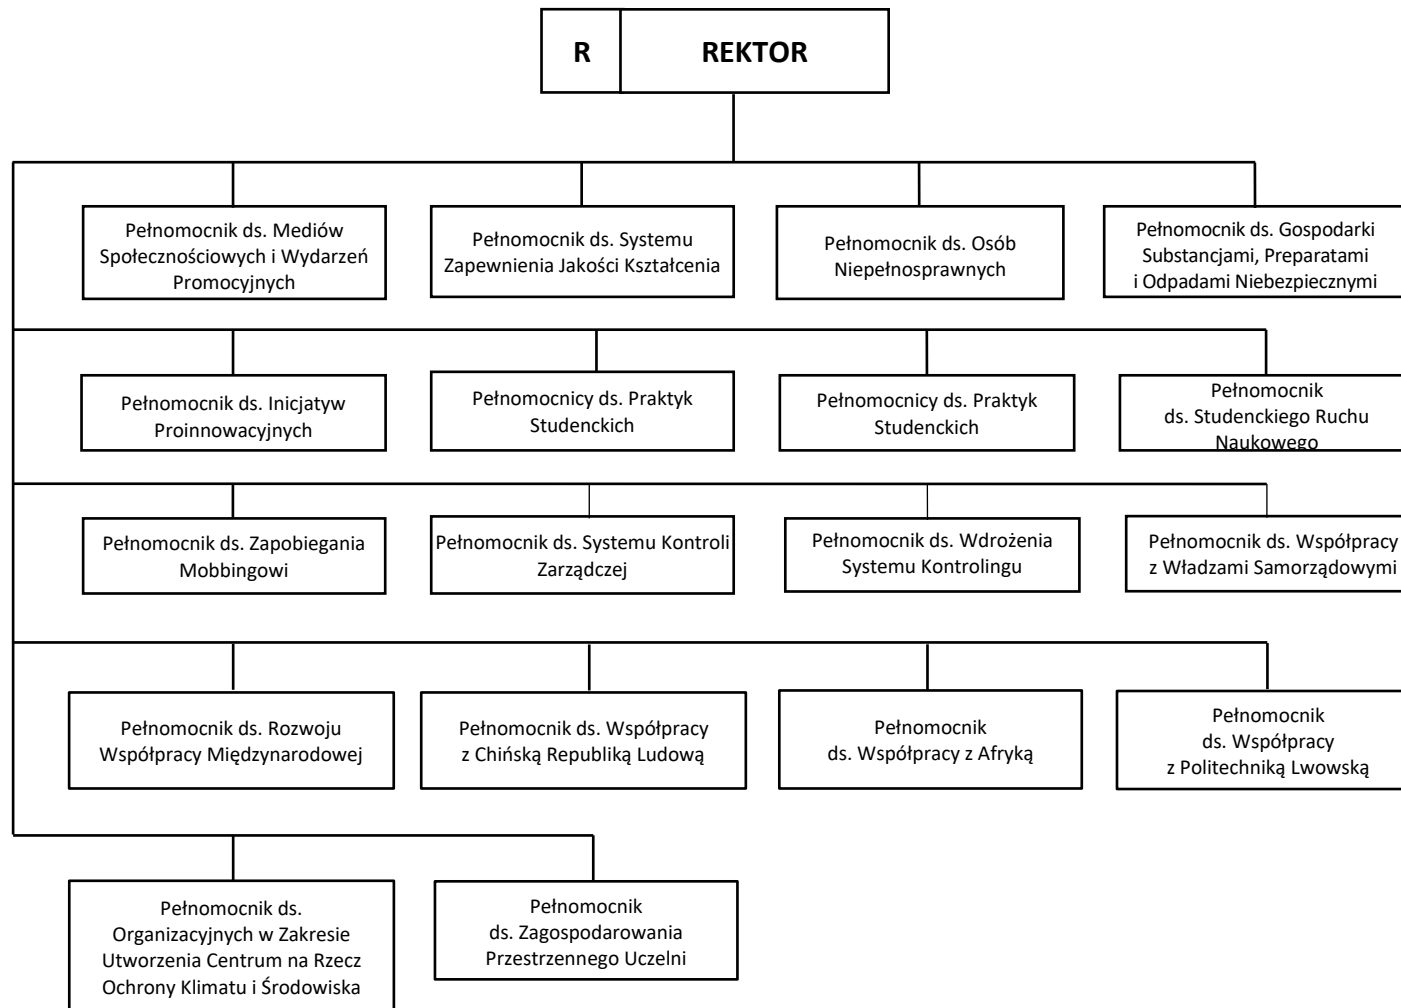 R
REKTOR
Pełnomocnik ds. Mediów
Społecznościowych i Wydarzeń
Promocyjnych
Pełnomocnik ds. Systemu
Zapewnienia Jakości Kształcenia
Pełnomocnik ds. Osób
Niepełnosprawnych
Pełnomocnik ds. Gospodarki
Substancjami, Preparatami
i Odpadami Niebezpiecznymi
Pełnomocnik ds. Inicjatyw
Proinnowacyjnych
Pełnomocnicy ds. Praktyk
Studenckich
Pełnomocnicy ds. Praktyk
Studenckich
Pełnomocnik
ds. Studenckiego Ruchu
Naukowego
Pełnomocnik ds. Zapobiegania
Mobbingowi
Pełnomocnik ds. Systemu Kontroli
Zarządczej
Pełnomocnik ds. Wdrożenia
Systemu Kontrolingu
Pełnomocnik ds. Współpracy
z Władzami Samorządowymi
Pełnomocnik ds. Rozwoju
Współpracy Międzynarodowej
Pełnomocnik ds. Współpracy
z Chińską Republiką Ludową
Pełnomocnik
ds. Współpracy z Afryką
Pełnomocnik
ds. Współpracy
z Politechniką Lwowską
Pełnomocnik ds.
Organizacyjnych w Zakresie
Utworzenia Centrum na Rzecz
Ochrony Klimatu i Środowiska
Pełnomocnik
ds. Zagospodarowania
Przestrzennego Uczelni